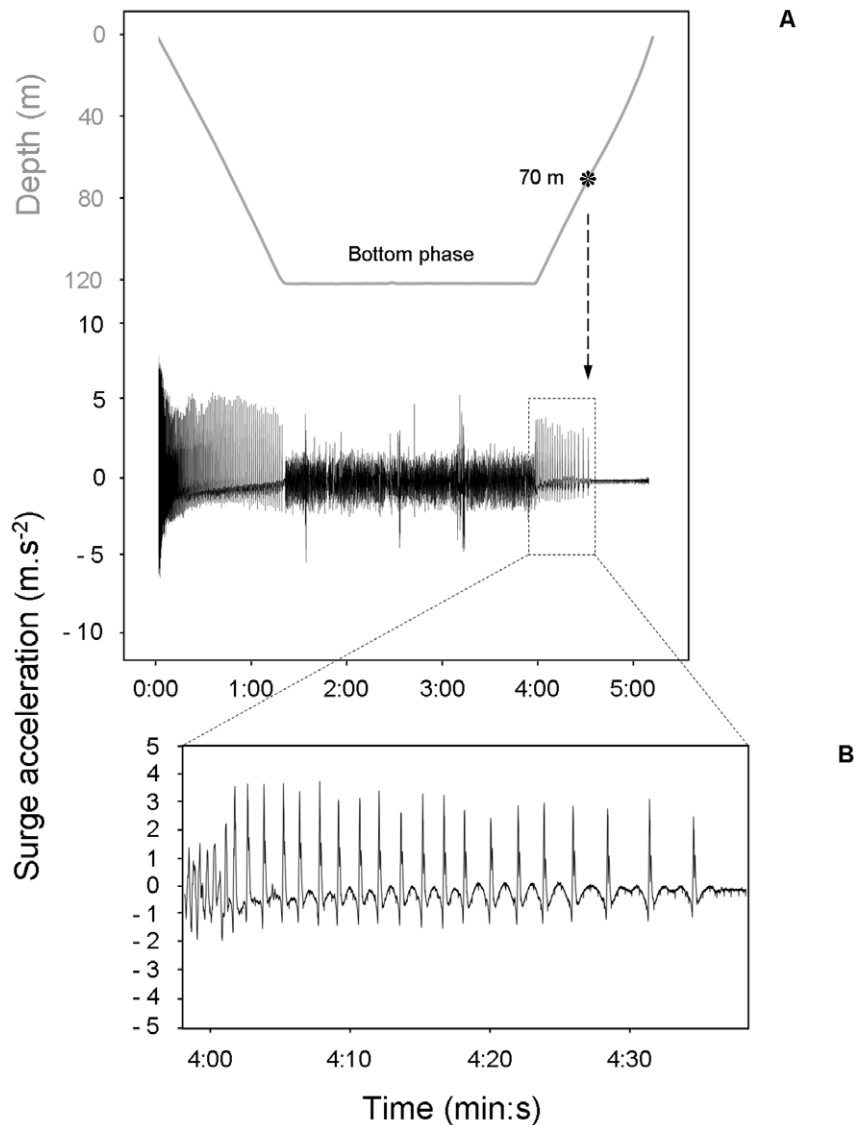 A
0
40
80
120
Depth (m)
70 m
Bottom phase
10
5
0
- 5
- 10
Surge acceleration (m.s-2)
0:00 1:00 2:00 3:00 4:00 5:00
B
5
4
3
2
1
0
- 1
- 2
- 3
- 4
- 5
4:00 4:10 4:20 4:30
Time (min:s)